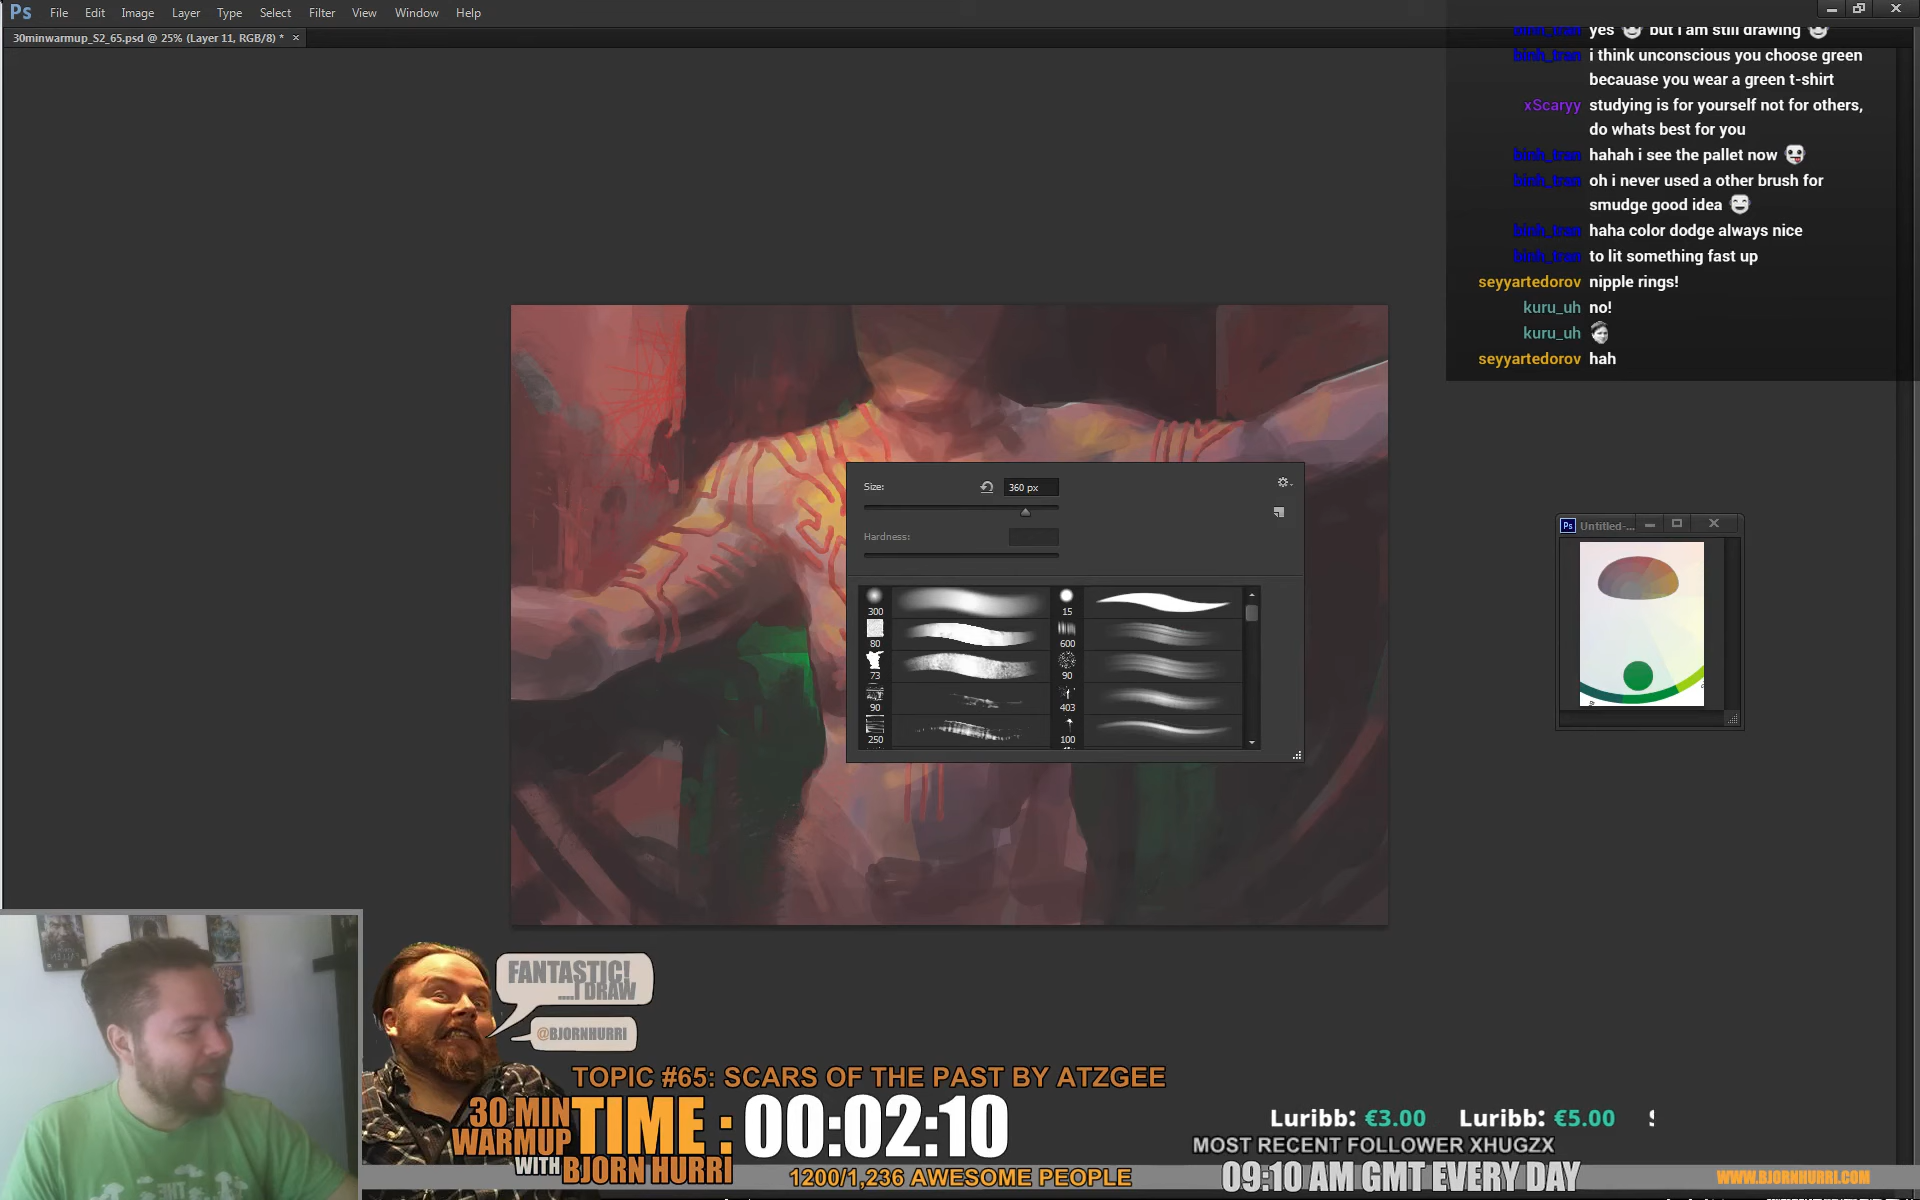 Ps File Edit Image Layer Type Select Filter View Window Help
30minwarmup_S2_65.psd @ 25% (Layer 11, RGB/8) * ×
binh_tran yes but i am still drawing
binh_tran i think unconscious you choose green
becauase you wear a green t-shirt
xScaryy studying is for yourself not for others,
do whats best for you
binh_tran hahah i see the pallet now
binh_tran oh i never used a other brush for
smudge good idea
binh_tran haha color dodge always nice
binh_tran to lit something fast up
seyyartedorov nipple rings!
kuru_uh no!
kuru_uh
seyyartedorov hah
Size: 360 px
Hardness:
300 15
80 600
73 90
90 403
250 100
Ps Untitled-...
FANTASTIC!
....I DRAW
@BJORNHURRI
TOPIC #65: SCARS OF THE PAST BY ATZGEE
30 MIN
WARMUP
WITH BJORN HURRI
TIME : 00:02:10
1200/1,236 AWESOME PEOPLE
Luribb: €3.00 Luribb: €5.00
MOST RECENT FOLLOWER XHUGZX
09:10 AM GMT EVERY DAY
WWW.BJORNHURRI.COM